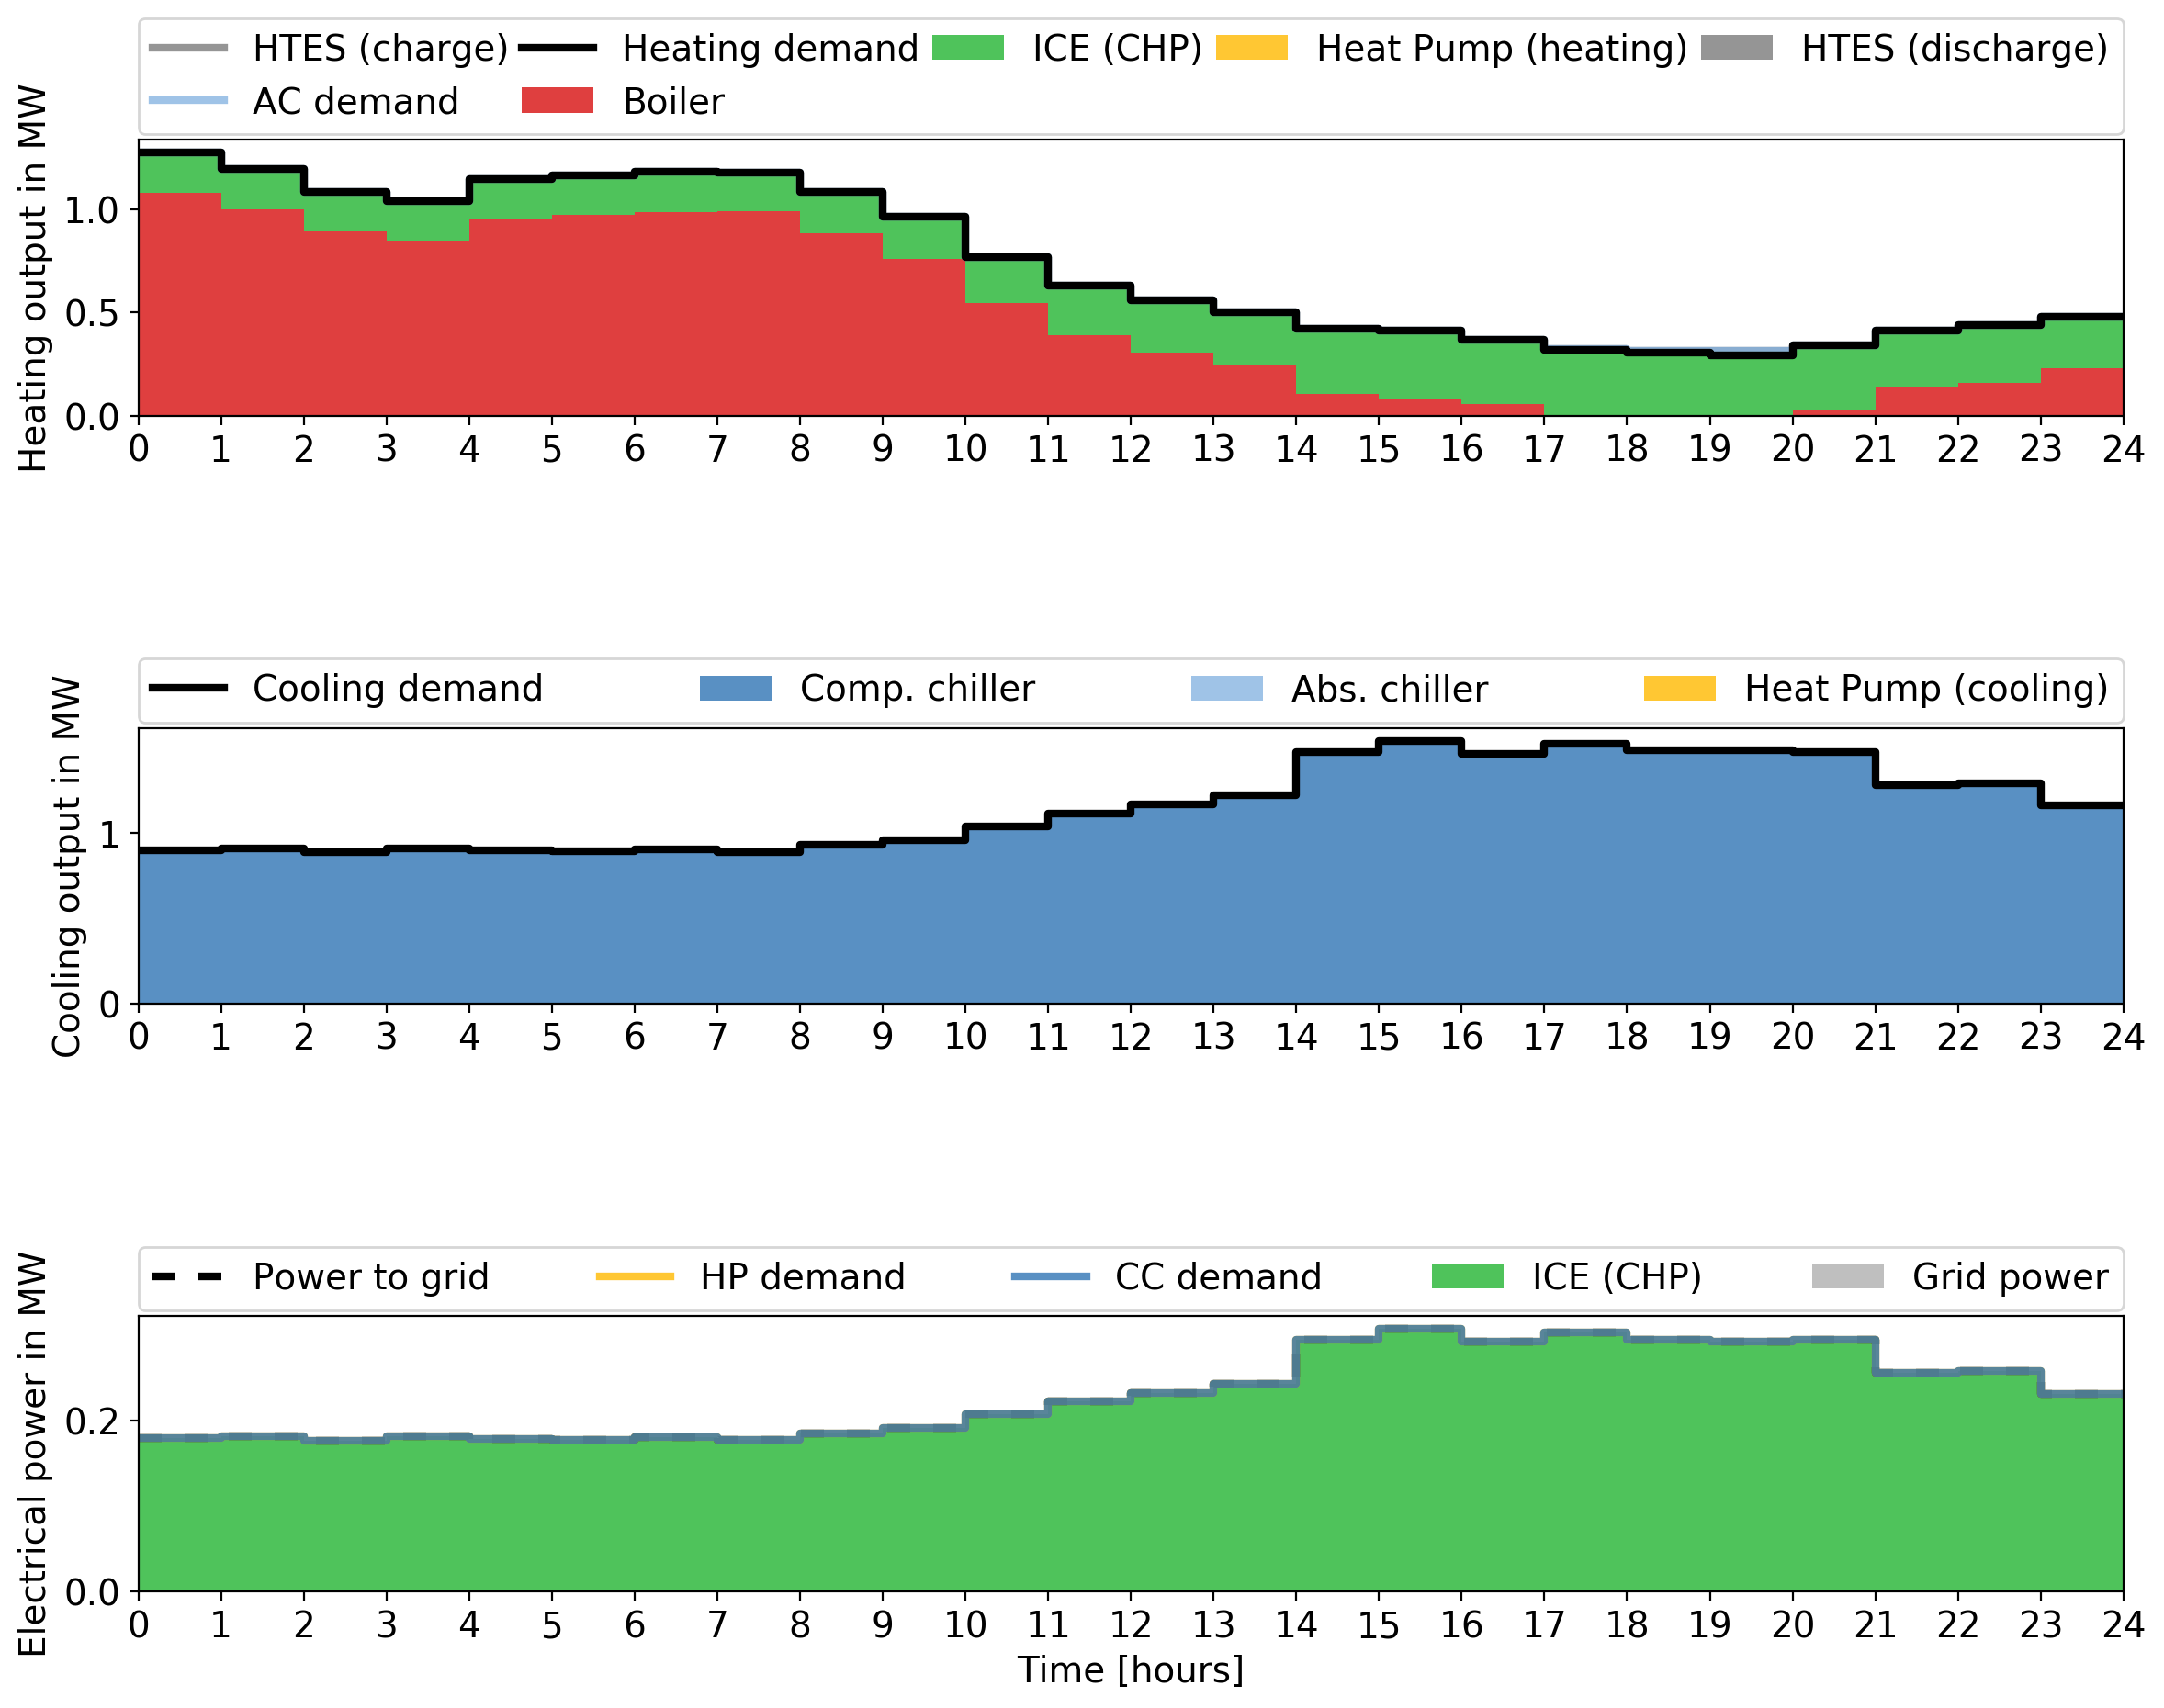 HTES (charge) Heating demand ICE (CHP) Heat Pump (heating) HTES (discharge)
AC demand Boiler
Heating output in MW
1.0
0.5
0.0
0 1 2 3 4 5 6 7 8 9 10 11 12 13 14 15 16 17 18 19 20 21 22 23 24
Cooling demand Comp. chiller Abs. chiller Heat Pump (cooling)
Cooling output in MW
1
0
0 1 2 3 4 5 6 7 8 9 10 11 12 13 14 15 16 17 18 19 20 21 22 23 24
Power to grid HP demand CC demand ICE (CHP) Grid power
Electrical power in MW
0.2
0.0
0 1 2 3 4 5 6 7 8 9 10 11 12 13 14 15 16 17 18 19 20 21 22 23 24
Time [hours]